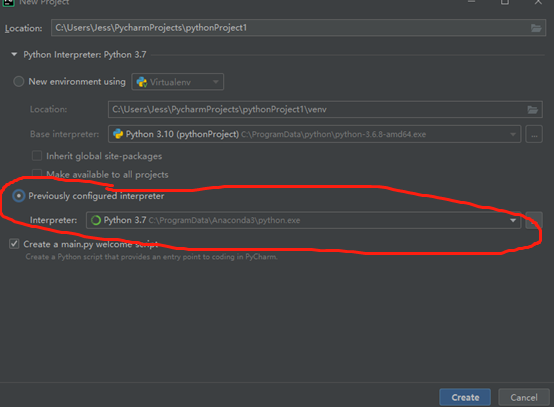 New Project
Location: C:\Users\Jess\PycharmProjects\pythonProject1
Python Interpreter: Python 3.7
New environment using Virtualenv
Location: C:\Users\Jess\PycharmProjects\pythonProject1\venv
Base interpreter: Python 3.10 (pythonProject) C:\ProgramData\python\python-3.6.8-amd64.exe ...
Inherit global site-packages
Make available to all projects
Previously configured interpreter
Interpreter: Python 3.7 C:\ProgramData\Anaconda3\python.exe
Create a main.py welcome script
Create a Python script that provides an entry point to coding in PyCharm.
Create Cancel